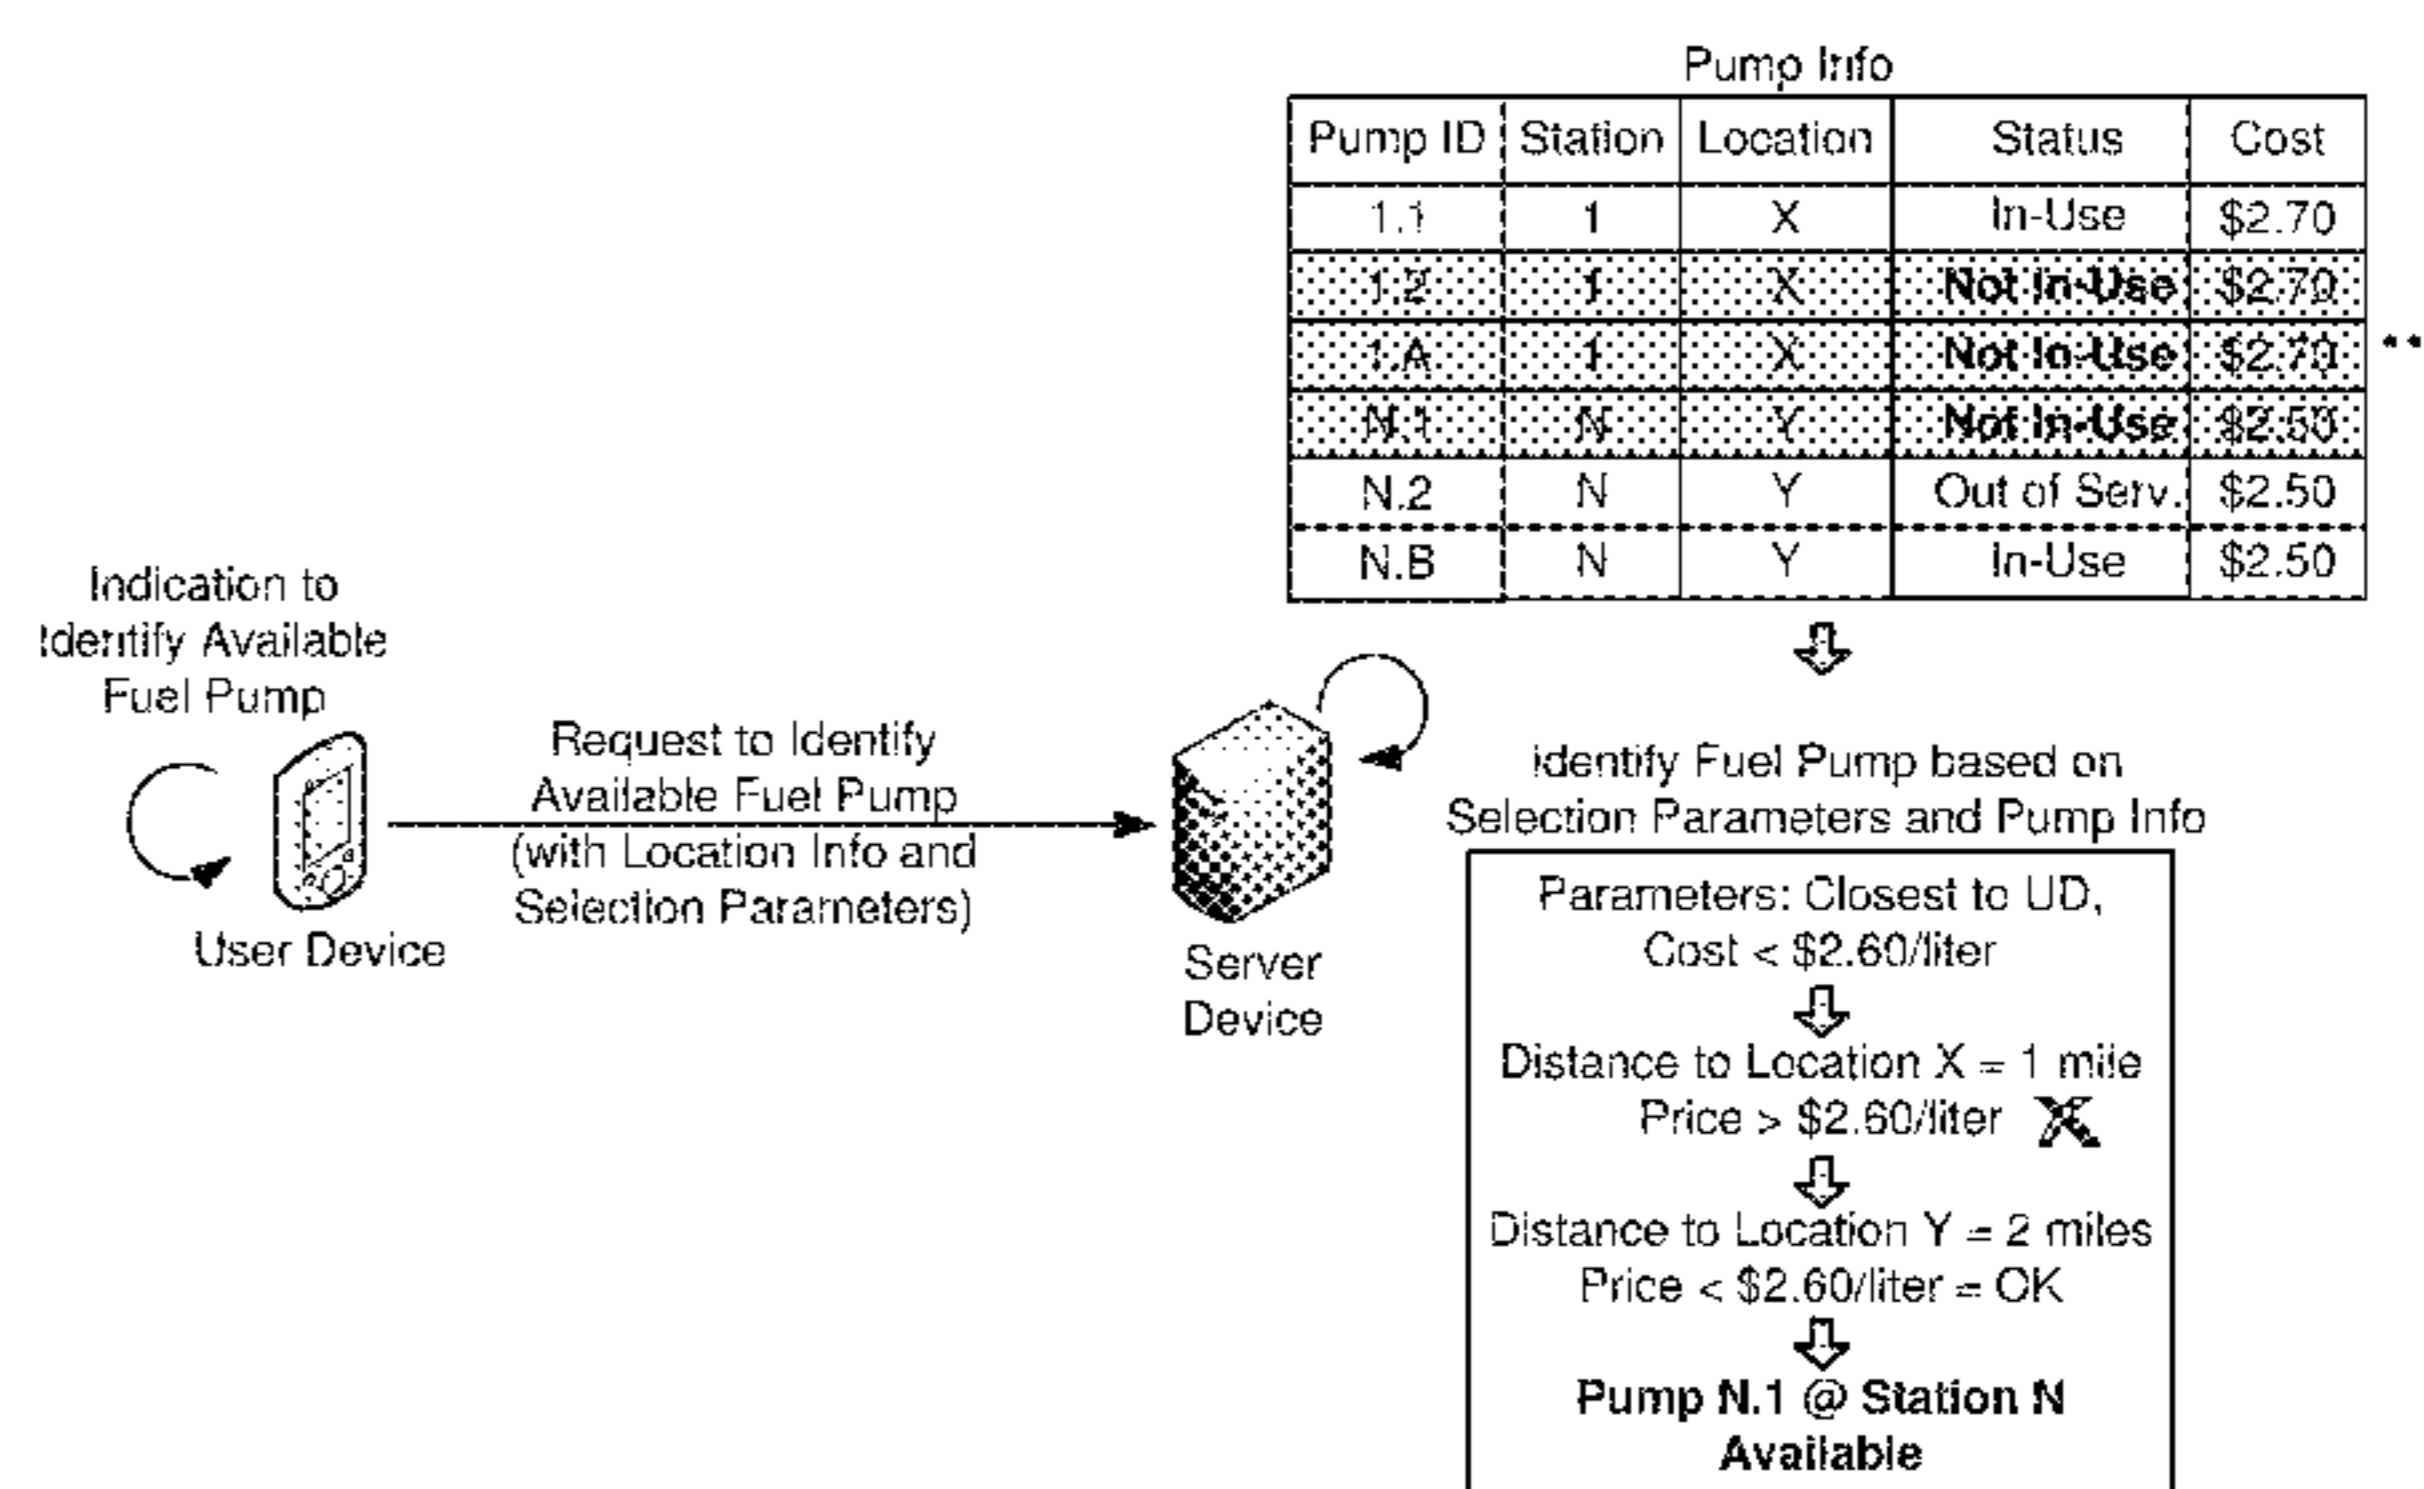 Pump Info
Pump ID Station Location Status Cost
1.1 1 X In-Use $2.70
1.2 1 X Not In-Use $2.70
1.A 1 X Not In-Use $2.70
N.1 N Y Not In-Use $2.50
N.2 N Y Out of Serv. $2.50
N.B N Y In-Use $2.50
Indication to
Identify Available
Fuel Pump
User Device
Request to Identify
Available Fuel Pump
(with Location Info and
Selection Parameters)
Server
Device
Identify Fuel Pump based on
Selection Parameters and Pump Info
Parameters: Closest to UD,
Cost < $2.60/liter
Distance to Location X = 1 mile
Price > $2.60/liter X
Distance to Location Y = 2 miles
Price < $2.60/liter = OK
Pump N.1 @ Station N
Available